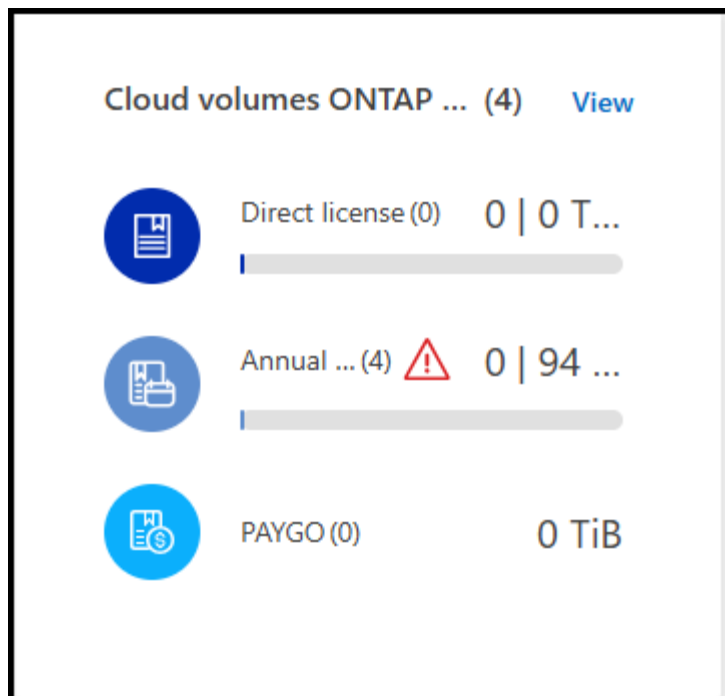 Cloud volumes ONTAP ... (4) View
Direct license (0) 0 | 0 T...
Annual ... (4) 0 | 94 ...
PAYGO (0) 0 TiB